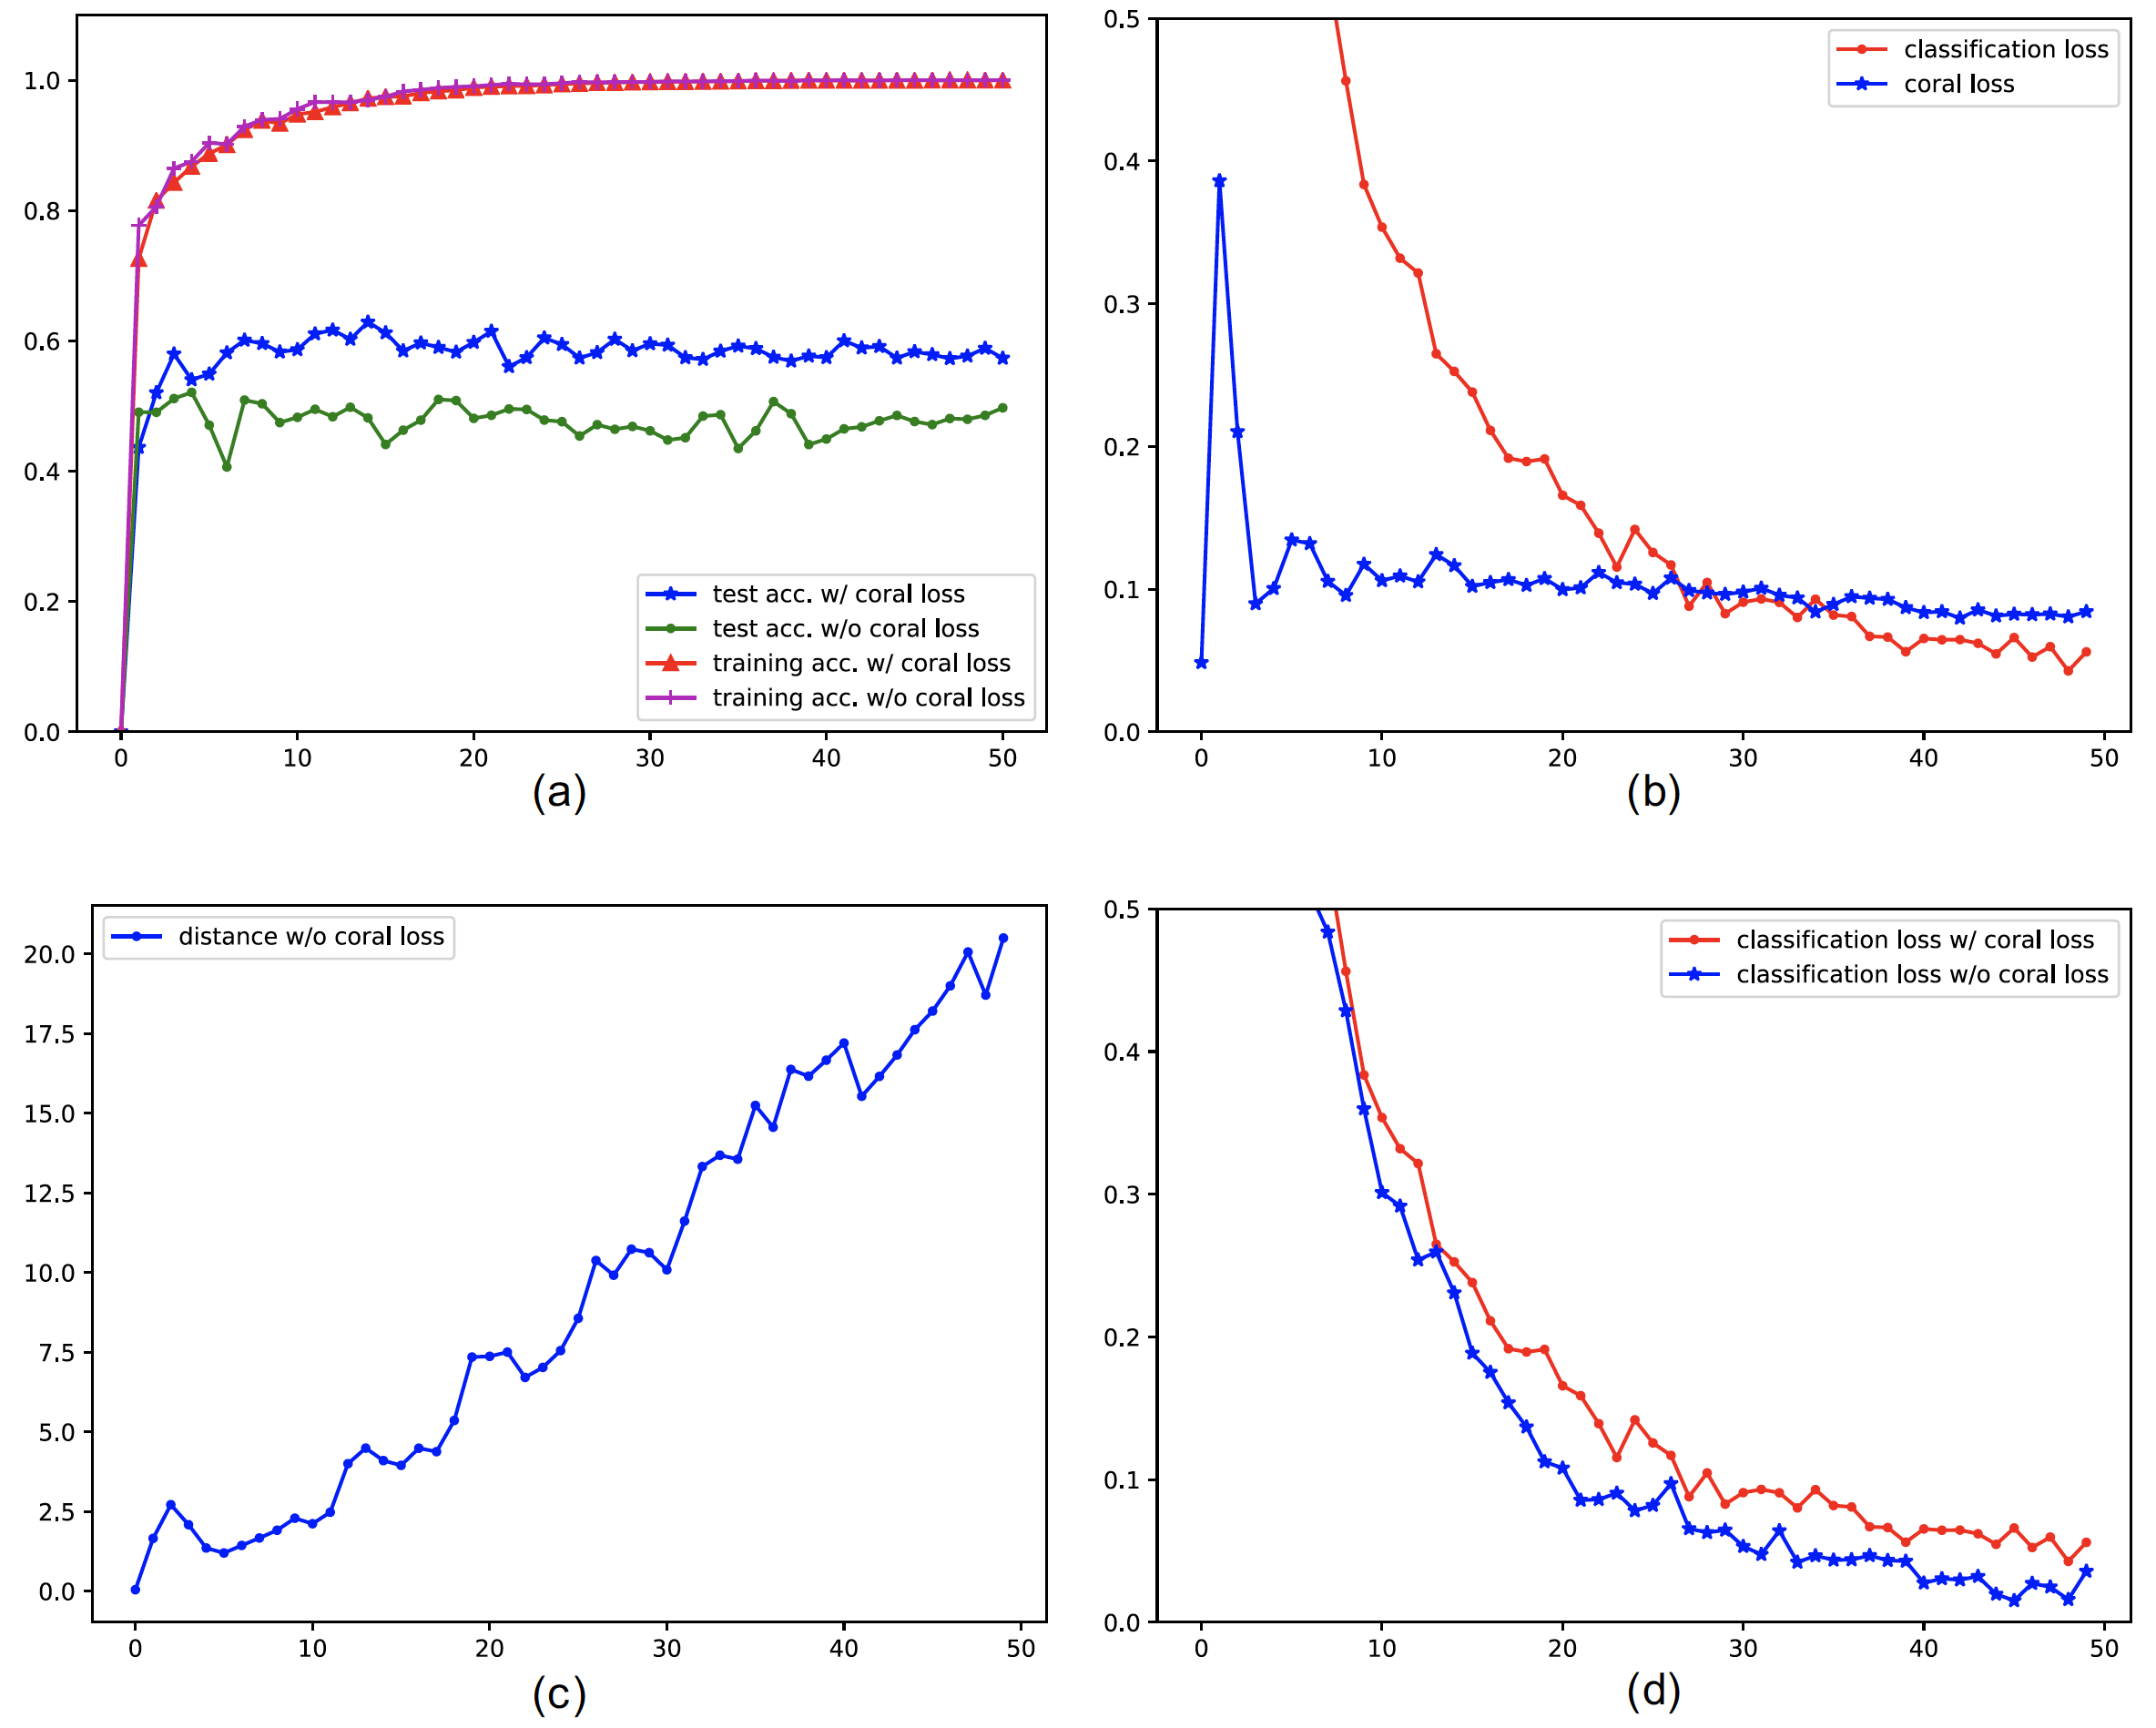 1.0
0.8
0.6
0.4
0.2
0.0
test acc. w/ coral loss
test acc. w/o coral loss
training acc. w/ coral loss
training acc. w/o coral loss
0 10 20 30 40 50
(a)
0.5
0.4
0.3
0.2
0.1
0.0
classification loss
coral loss
0 10 20 30 40 50
(b)
distance w/o coral loss
20.0
17.5
15.0
12.5
10.0
7.5
5.0
2.5
0.0
0 10 20 30 40 50
(c)
0.5
0.4
0.3
0.2
0.1
0.0
classification loss w/ coral loss
classification loss w/o coral loss
0 10 20 30 40 50
(d)